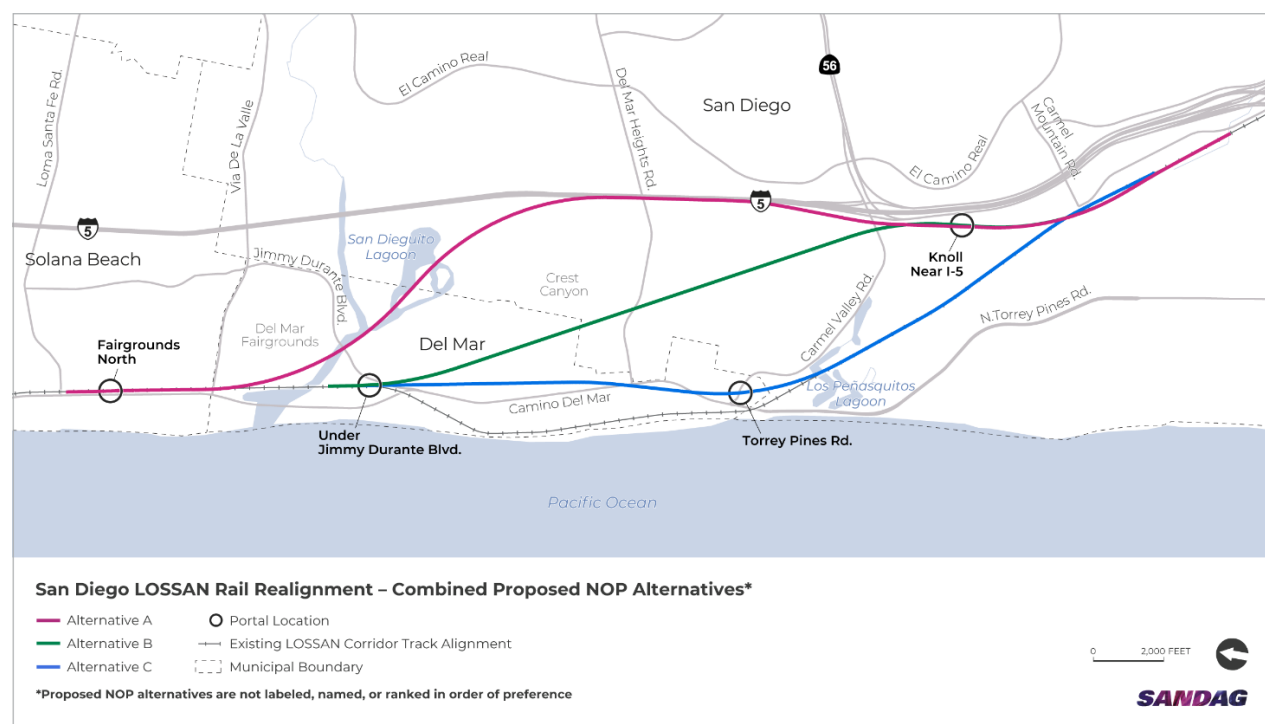 Loma Santa Fe Rd.
Via De La Valle
El Camino Real
Del Mar Heights Rd.
56
San Diego
Carmel
Mountain Rd.
El Camino Real
5
5
Solana Beach
San Dieguito
Lagoon
Jimmy Durante Blvd.
Crest
Canyon
Knoll
Near I-5
Carmel Valley Rd.
N.Torrey Pines Rd.
Del Mar
Fairgrounds
Del Mar
Fairgrounds
North
Los Peñasquitos
Lagoon
Camino Del Mar
Under
Jimmy Durante Blvd.
Torrey Pines Rd.
Pacific Ocean
San Diego LOSSAN Rail Realignment – Combined Proposed NOP Alternatives*
Alternative A
Portal Location
Alternative B
Existing LOSSAN Corridor Track Alignment
Alternative C
Municipal Boundary
0 2,000 FEET
*Proposed NOP alternatives are not labeled, named, or ranked in order of preference
SANDAG